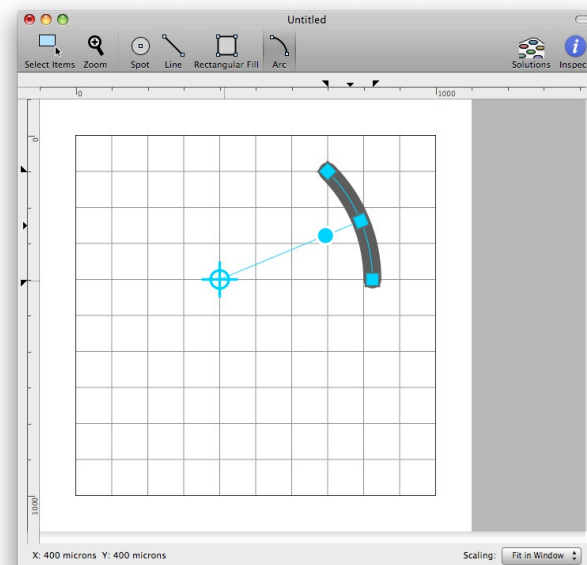 Untitled
Select Items Zoom Spot Line Rectangular Fill Arc Solutions Inspec
0 1000
0
1000
X: 400 microns Y: 400 microns Scaling: Fit in Window